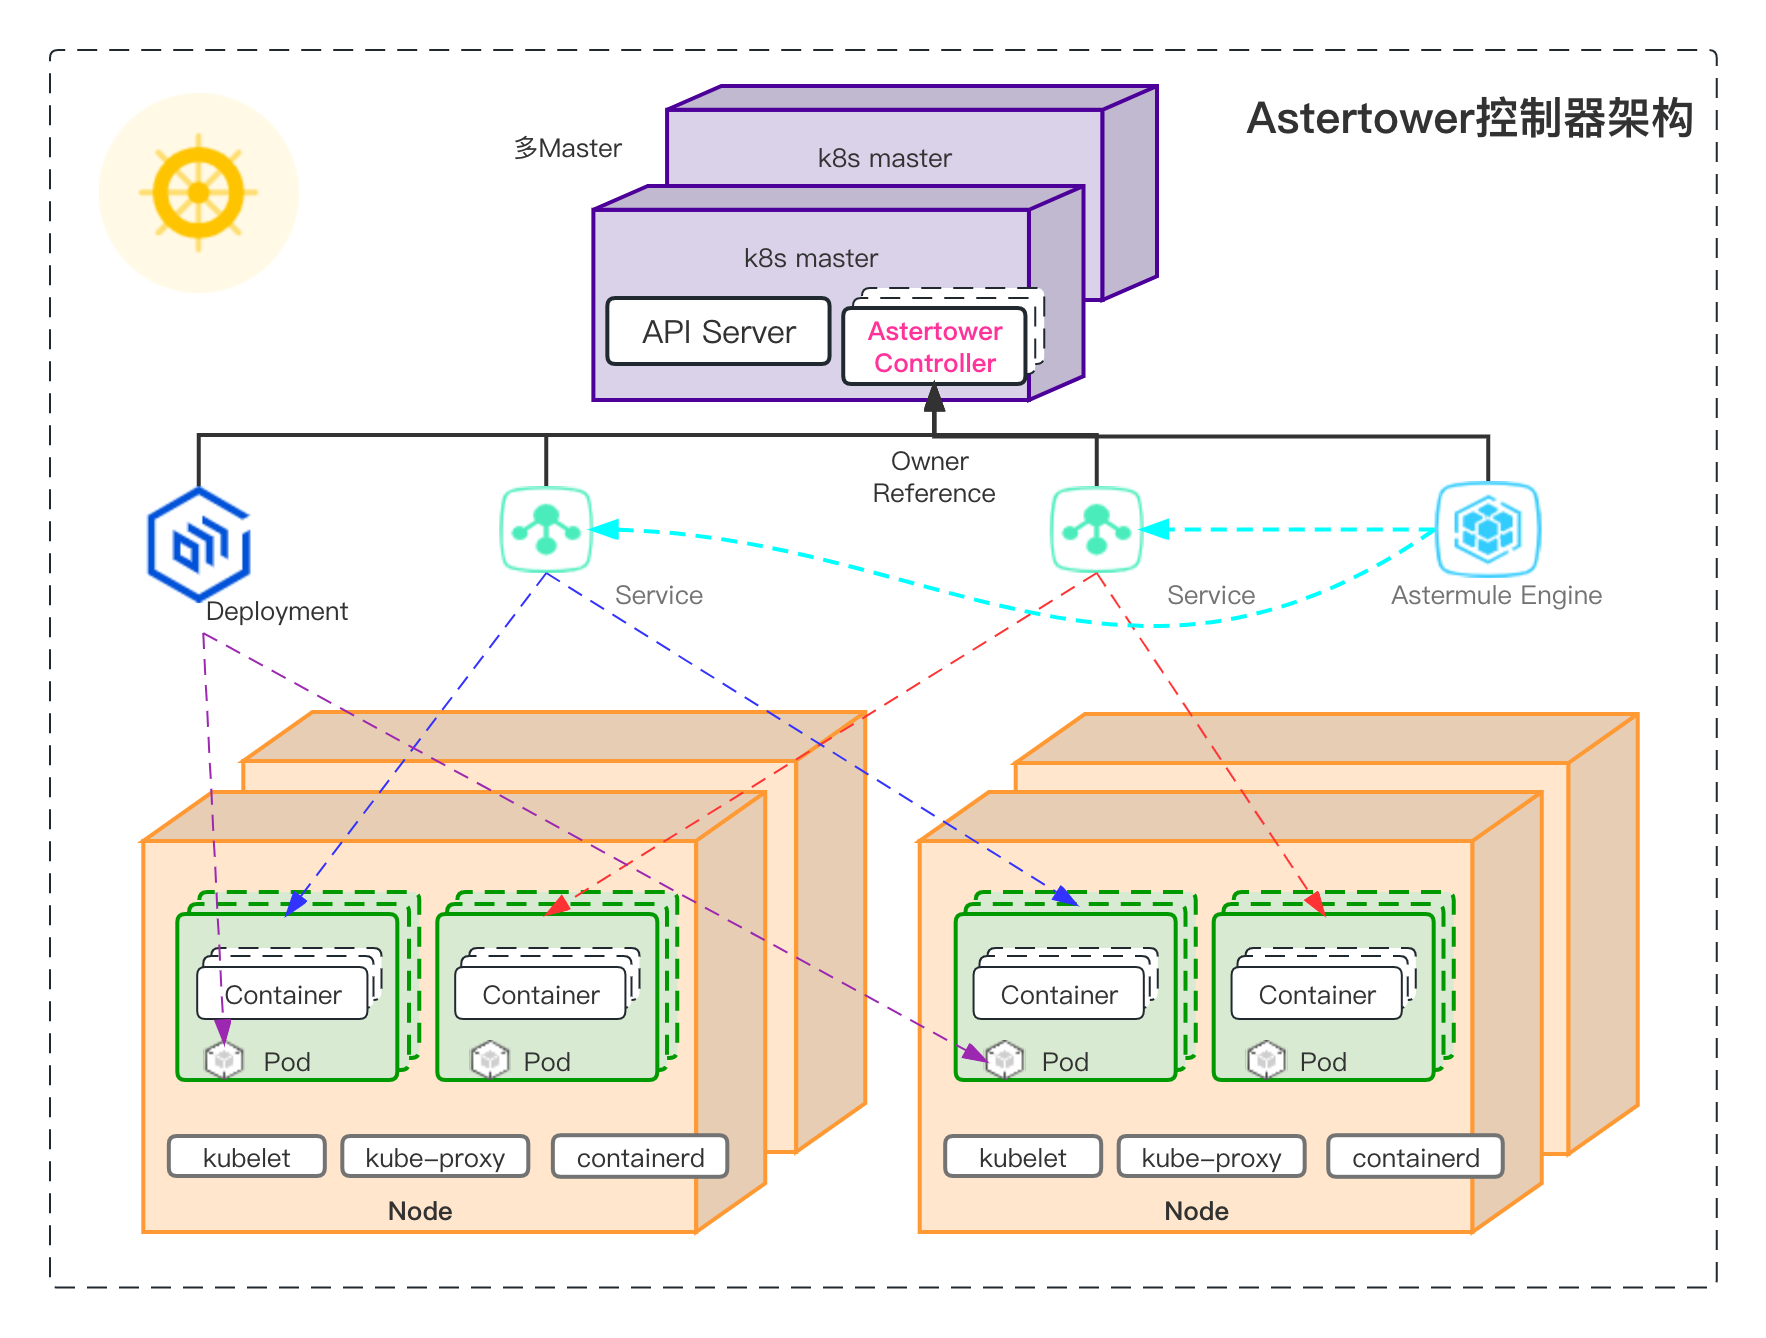 Astertower控制器架构
多Master
k8s master
k8s master
API Server
Astertower
Controller
Owner
Reference
Deployment
Service
Service
Astermule Engine
Container
Pod
Container
Pod
kubelet
kube-proxy
containerd
Node
Container
Pod
Container
Pod
kubelet
kube-proxy
containerd
Node